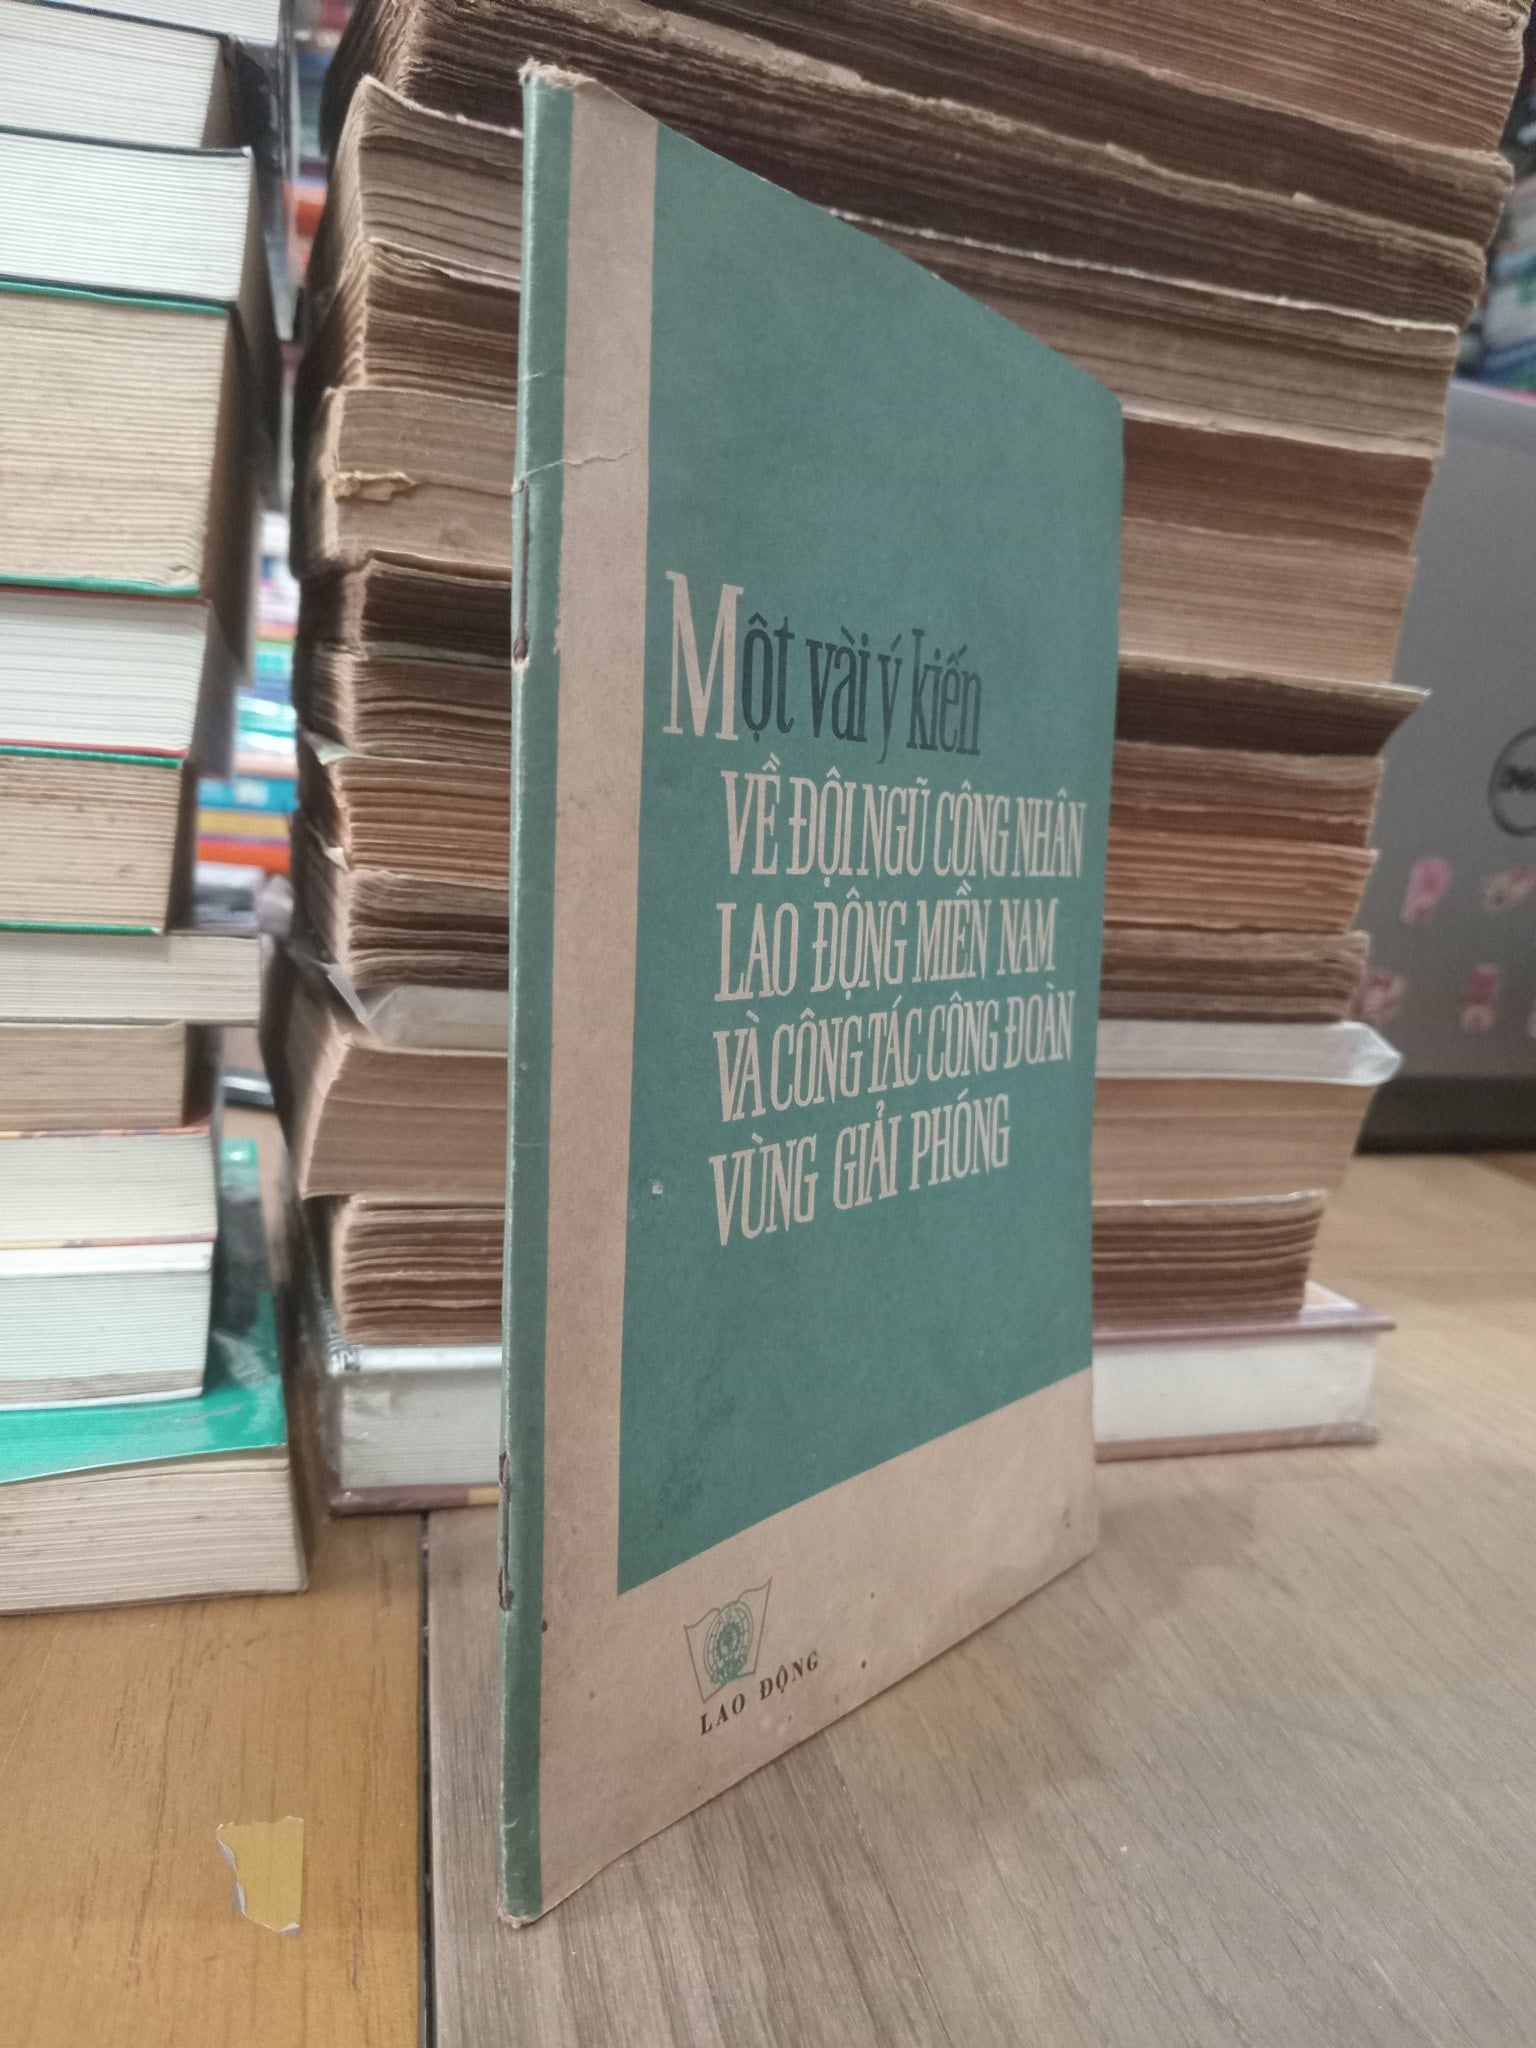 Một vài ý kiến
VỀ ĐỘI NGŨ CÔNG NHÂN
LAO ĐỘNG MIỀN NAM
VÀ CÔNG TÁC CÔNG ĐOÀN
VÙNG GIẢI PHÓNG
LAO ĐỘNG